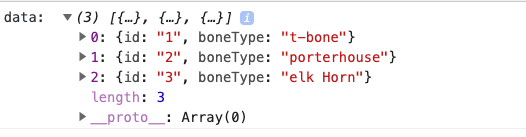 data: ▼ (3) [{…}, {…}, {…}] i
▶ 0: {id: "1", boneType: "t-bone"}
▶ 1: {id: "2", boneType: "porterhouse"}
▶ 2: {id: "3", boneType: "elk Horn"}
length: 3
▶ __proto__: Array(0)